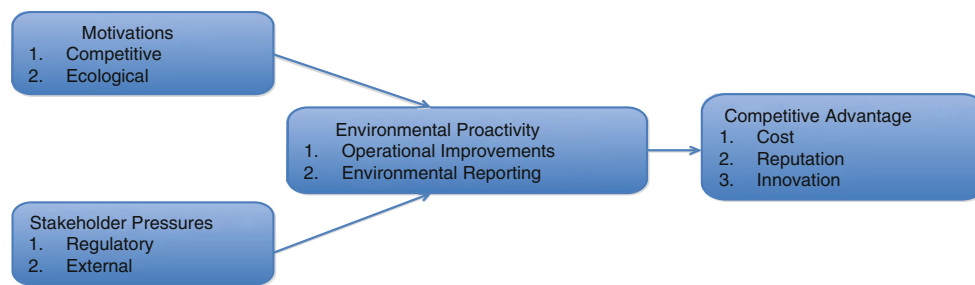 Motivations
1. Competitive
2. Ecological
Stakeholder Pressures
1. Regulatory
2. External
Environmental Proactivity
1. Operational Improvements
2. Environmental Reporting
Competitive Advantage
1. Cost
2. Reputation
3. Innovation